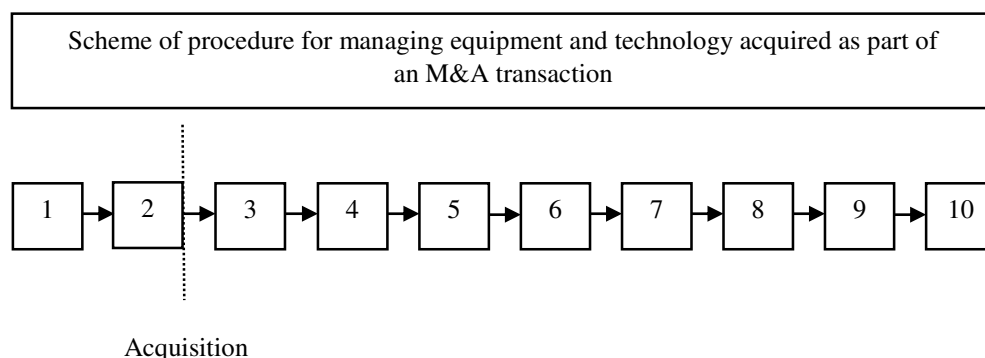 Scheme of procedure for managing equipment and technology acquired as part of
an M&A transaction
1 2 3 4 5 6 7 8 9 10
Acquisition